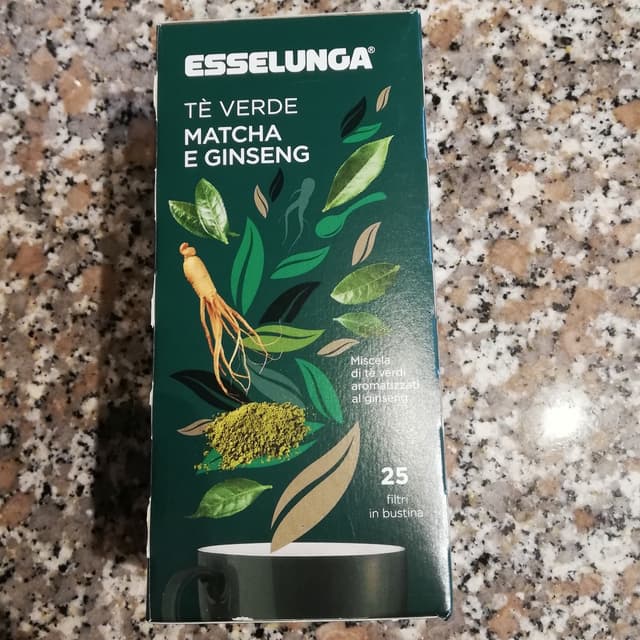 ESSELUNGA®
TÈ VERDE
MATCHA
E GINSENG
Miscela
di tè verdi
aromatizzati
al ginseng
25
filtri
in bustina